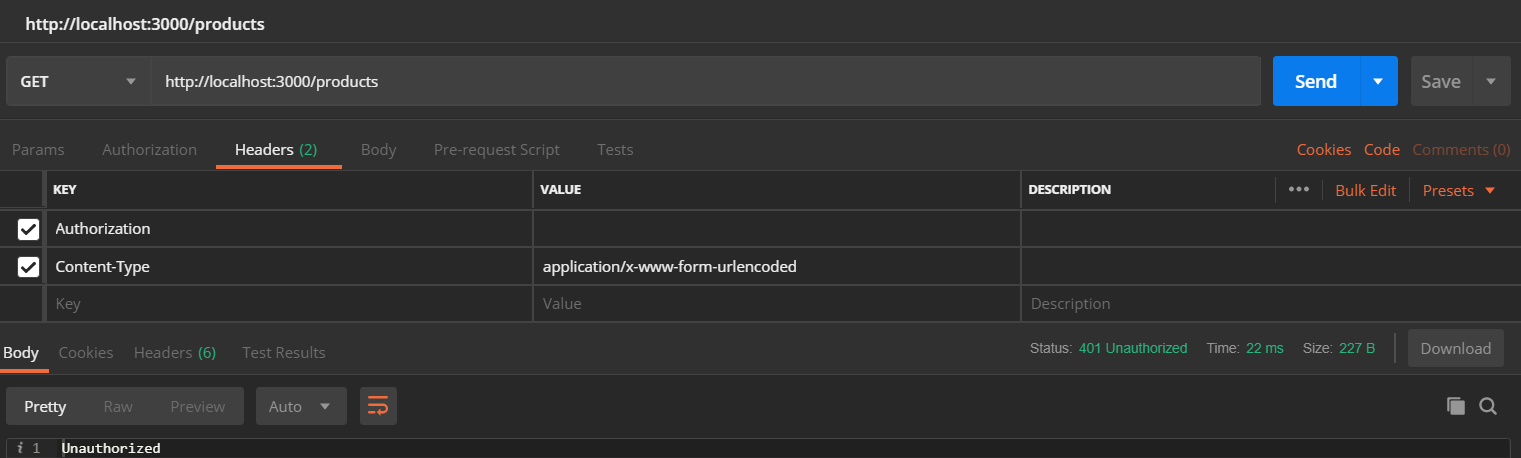 http://localhost:3000/products
GET http://localhost:3000/products Send Save
Params Authorization Headers (2) Body Pre-request Script Tests Cookies Code Comments (0)
KEY VALUE DESCRIPTION ••• Bulk Edit Presets
Authorization
Content-Type application/x-www-form-urlencoded
Key Value Description
Body Cookies Headers (6) Test Results Status: 401 Unauthorized Time: 22 ms Size: 227 B Download
Pretty Raw Preview Auto
i 1 Unauthorized